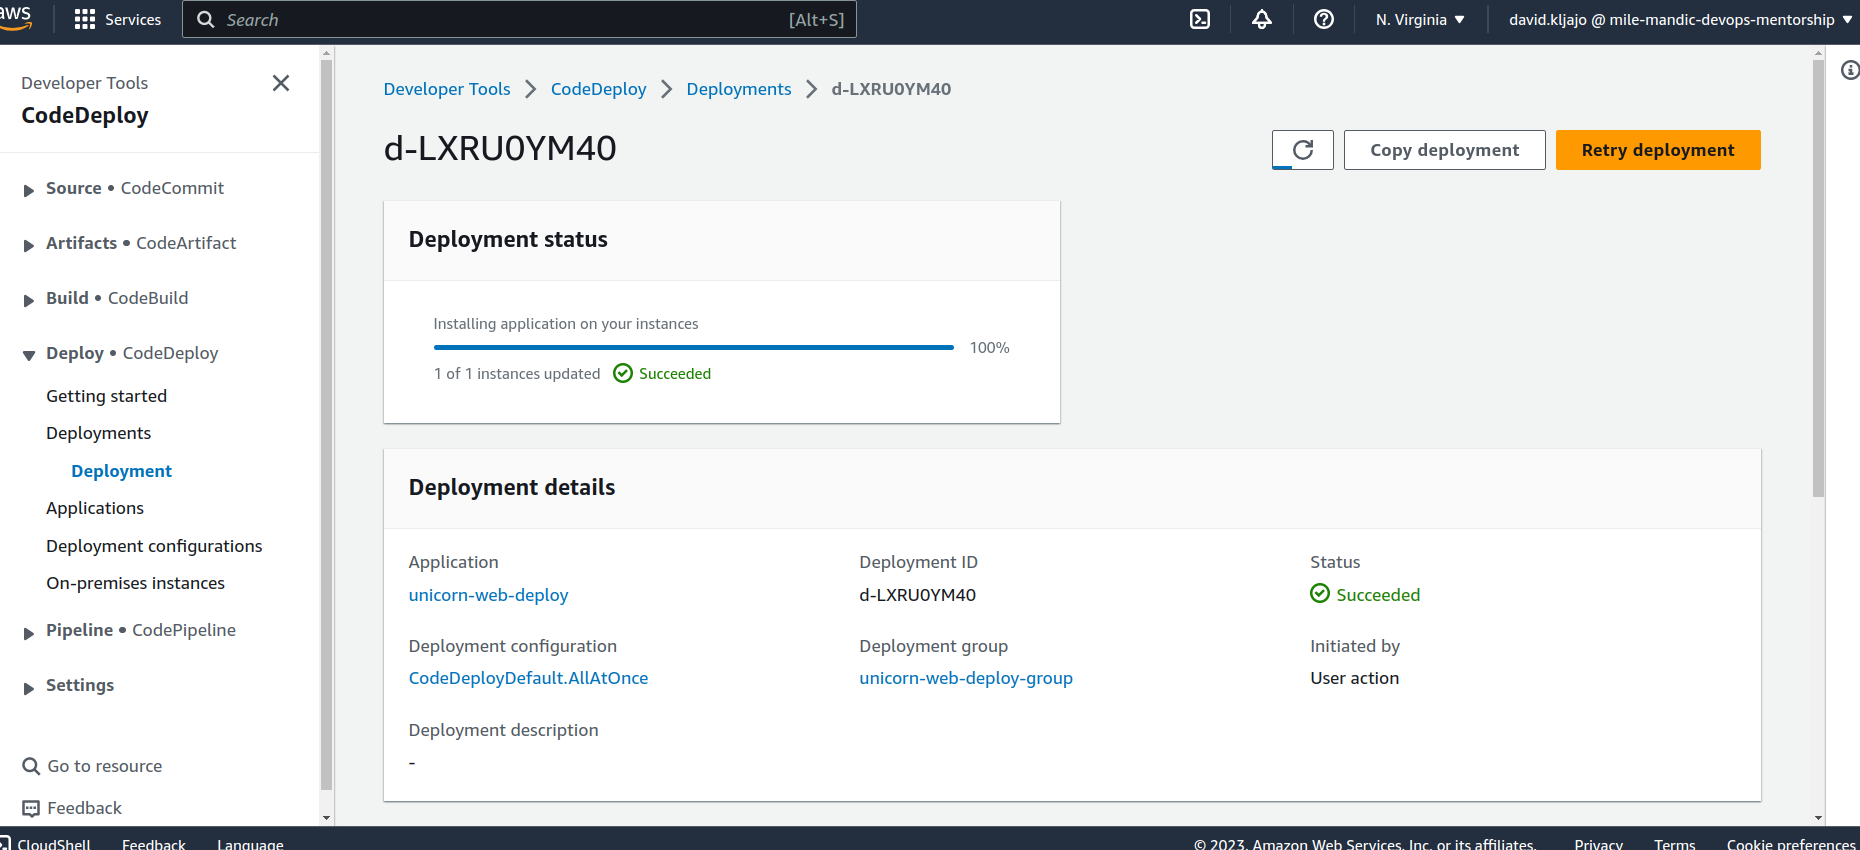 aws
Services
Search
[Alt+S]
N. Virginia
david.kljajo @ mile-mandic-devops-mentorship
Developer Tools
CodeDeploy
Source • CodeCommit
Artifacts • CodeArtifact
Build • CodeBuild
Deploy • CodeDeploy
Getting started
Deployments
Deployment
Applications
Deployment configurations
On-premises instances
Pipeline • CodePipeline
Settings
Go to resource
Feedback
Developer Tools
CodeDeploy
Deployments
d-LXRU0YM40
d-LXRU0YM40
Copy deployment
Retry deployment
Deployment status
Installing application on your instances
100%
1 of 1 instances updated
Succeeded
Deployment details
Application
unicorn-web-deploy
Deployment ID
d-LXRU0YM40
Status
Succeeded
Deployment configuration
CodeDeployDefault.AllAtOnce
Deployment group
unicorn-web-deploy-group
Initiated by
User action
Deployment description
-
CloudShell
Feedback
Language
© 2023, Amazon Web Services, Inc. or its affiliates.
Privacy
Terms
Cookie preferences